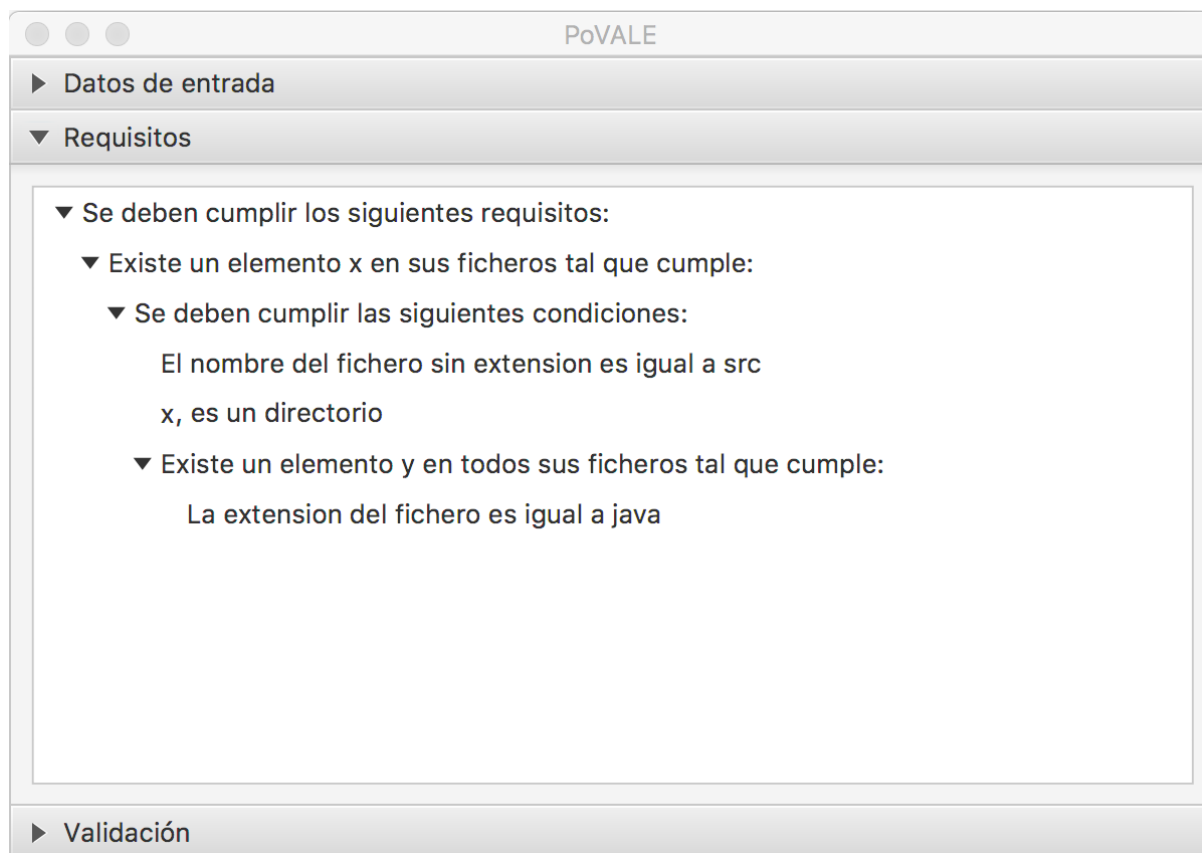 PoVALE
Datos de entrada
Requisitos
Se deben cumplir los siguientes requisitos:
Existe un elemento x en sus ficheros tal que cumple:
Se deben cumplir las siguientes condiciones:
El nombre del fichero sin extension es igual a src
x, es un directorio
Existe un elemento y en todos sus ficheros tal que cumple:
La extension del fichero es igual a java
Validación